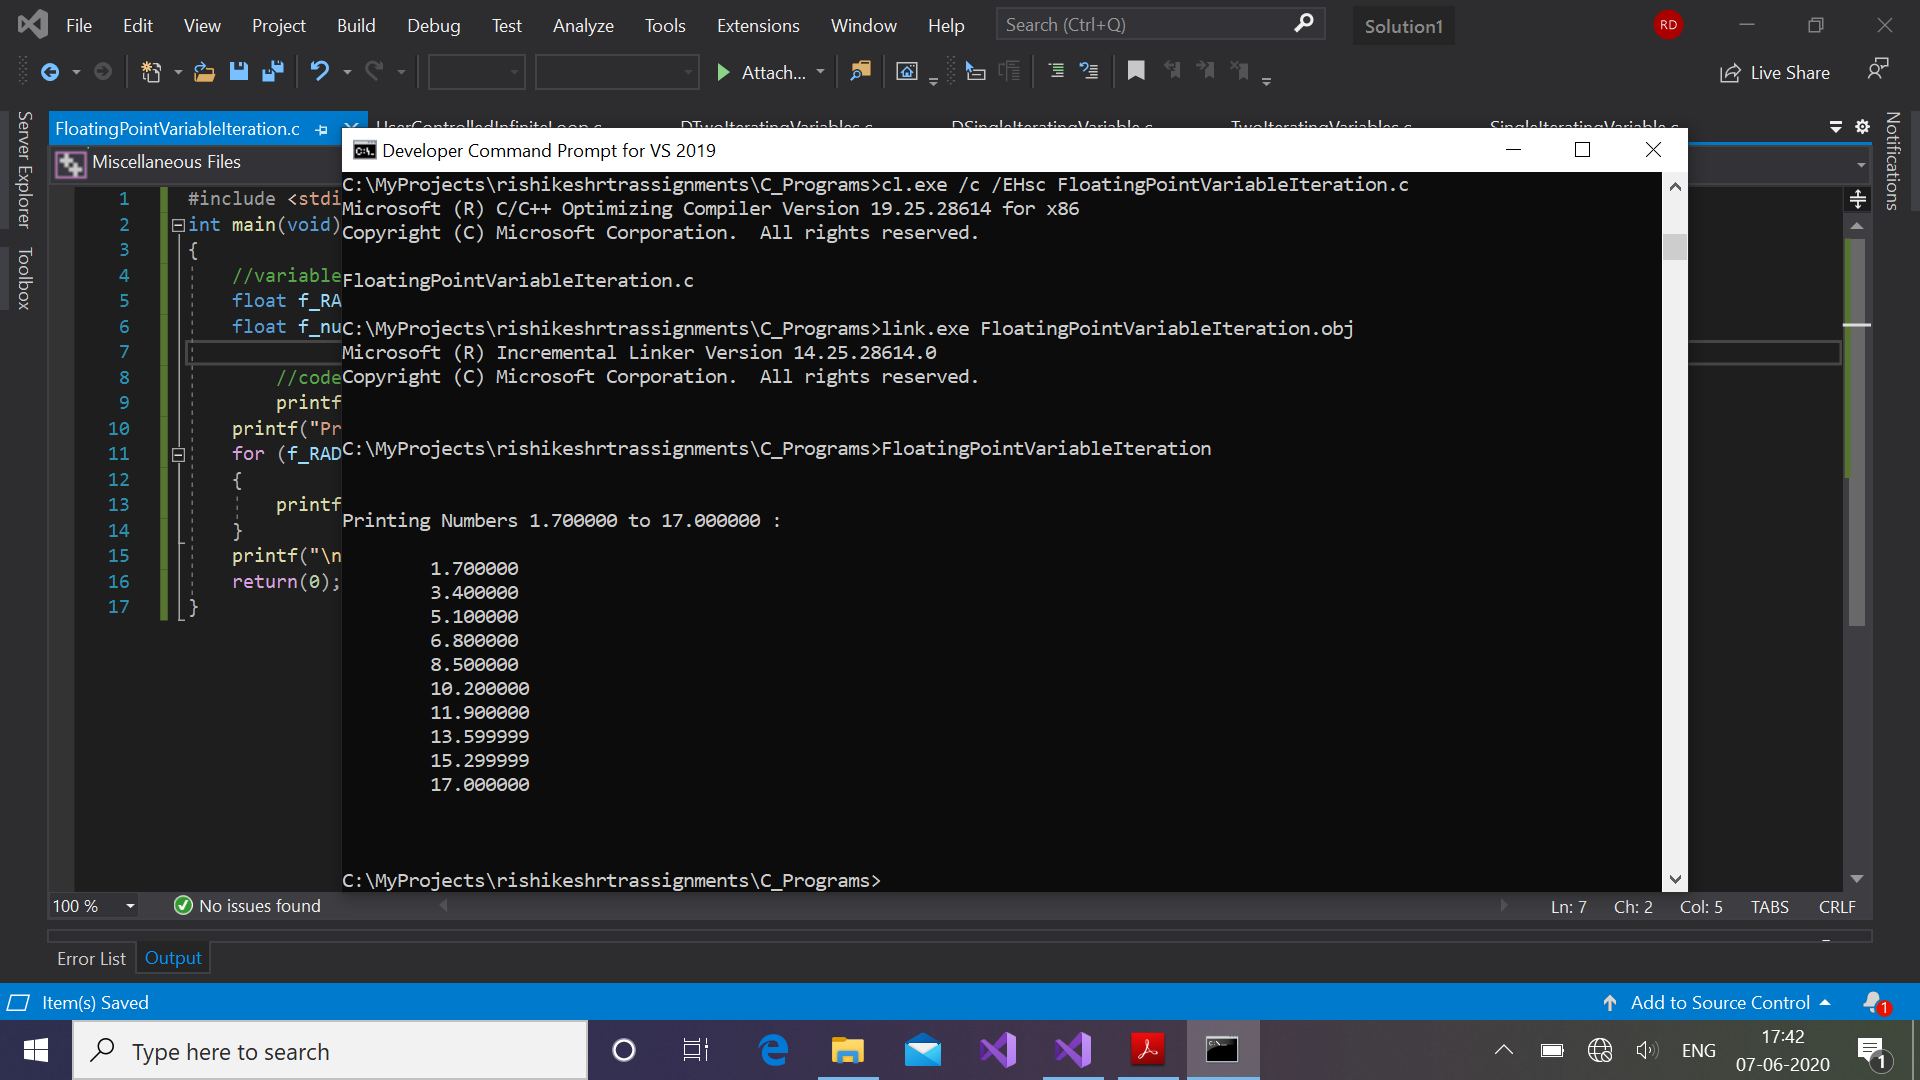 File Edit View Project Build Debug Test Analyze Tools Extensions Window Help Search (Ctrl+Q) Solution1 RD
Attach... Live Share
Server Explorer
Toolbox
Notifications
FloatingPointVariableIteration.c UserControlledInfiniteLoop.c DTwoIteratingVariables.c DSingleIteratingVariable.c TwoIteratingVariables.c SingleIteratingVariable.c
Miscellaneous Files
1 #include <stdi
2 int main(void)
3 {
4 //variable
5 float f_RA
6 float f_nu
7
8 //code
9 printf
10 printf("Pr
11 for (f_RAD
12 {
13 printf
14 }
15 printf("\n
16 return(0);
17 }
Developer Command Prompt for VS 2019
C:\MyProjects\rishikeshrtrassignments\C_Programs>cl.exe /c /EHsc FloatingPointVariableIteration.c
Microsoft (R) C/C++ Optimizing Compiler Version 19.25.28614 for x86
Copyright (C) Microsoft Corporation.  All rights reserved.
FloatingPointVariableIteration.c
C:\MyProjects\rishikeshrtrassignments\C_Programs>link.exe FloatingPointVariableIteration.obj
Microsoft (R) Incremental Linker Version 14.25.28614.0
Copyright (C) Microsoft Corporation.  All rights reserved.
C:\MyProjects\rishikeshrtrassignments\C_Programs>FloatingPointVariableIteration
Printing Numbers 1.700000 to 17.000000 :
1.700000
3.400000
5.100000
6.800000
8.500000
10.200000
11.900000
13.599999
15.299999
17.000000
C:\MyProjects\rishikeshrtrassignments\C_Programs>
100 % No issues found Ln: 7 Ch: 2 Col: 5 TABS CRLF
Error List Output
Item(s) Saved Add to Source Control 1
Type here to search ENG 17:42
07-06-2020 1